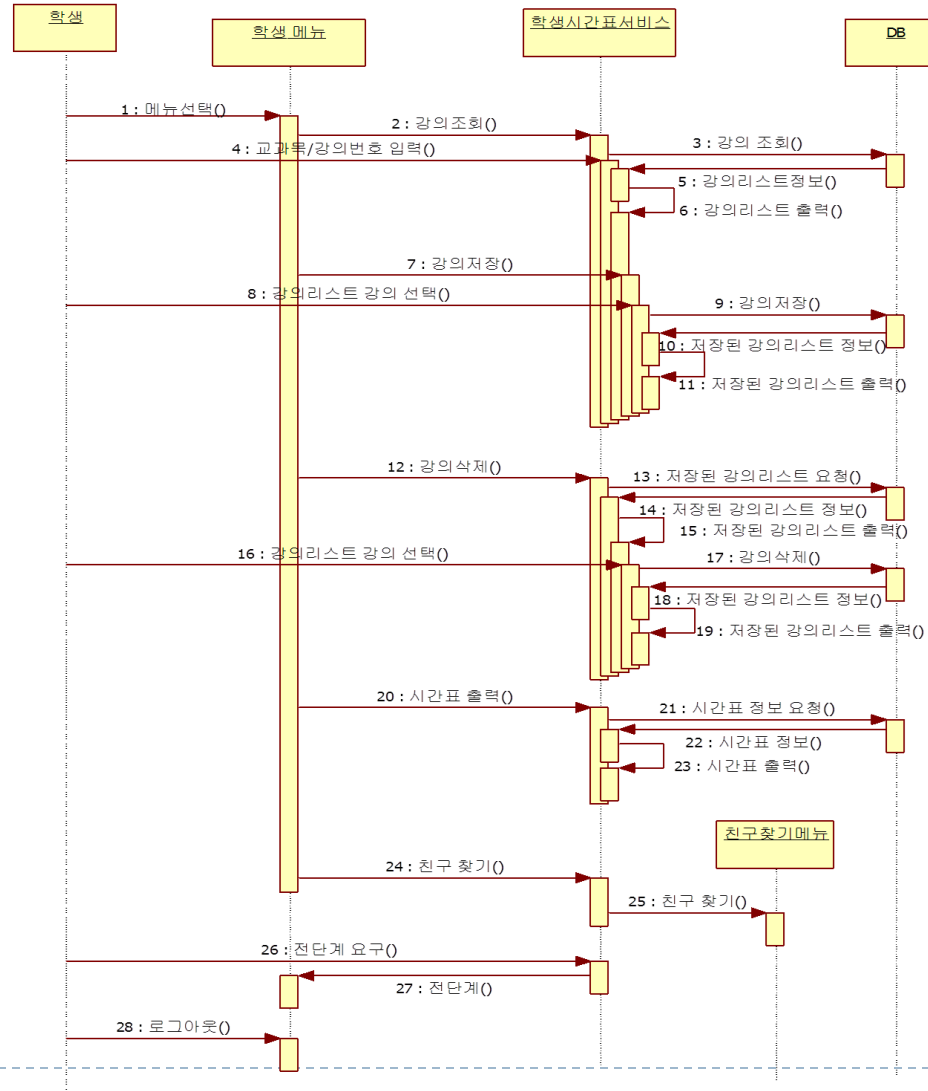 학생
학생 메뉴
학생시간표서비스
DB
1 : 메뉴선택()
2 : 강의조회()
3 : 강의 조회()
4 : 교과목/강의번호 입력()
5 : 강의리스트정보()
6 : 강의리스트 출력()
7 : 강의저장()
8 : 강의리스트 강의 선택()
9 : 강의저장()
10 : 저장된 강의리스트 정보()
11 : 저장된 강의리스트 출력()
12 : 강의삭제()
13 : 저장된 강의리스트 요청()
14 : 저장된 강의리스트 정보()
15 : 저장된 강의리스트 출력()
16 : 강의리스트 강의 선택()
17 : 강의삭제()
18 : 저장된 강의리스트 정보()
19 : 저장된 강의리스트 출력()
20 : 시간표 출력()
21 : 시간표 정보 요청()
22 : 시간표 정보()
23 : 시간표 출력()
친구찾기메뉴
24 : 친구 찾기()
25 : 친구 찾기()
26 : 전단계 요구()
27 : 전단계()
28 : 로그아웃()